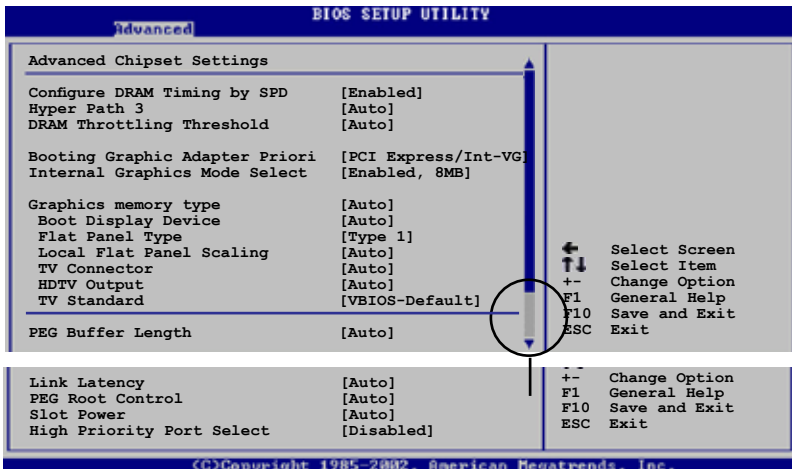 BIOS SETUP UTILITY
Advanced
Advanced Chipset Settings
Configure DRAM Timing by SPD [Enabled]
Hyper Path 3 [Auto]
DRAM Throttling Threshold [Auto]
Booting Graphic Adapter Priori [PCI Express/Int-VG]
Internal Graphics Mode Select [Enabled, 8MB]
Graphics memory type [Auto]
Boot Display Device [Auto]
Flat Panel Type [Type 1]
Local Flat Panel Scaling [Auto]
TV Connector [Auto]
HDTV Output [Auto]
TV Standard [VBIOS-Default]
PEG Buffer Length [Auto]
← Select Screen
↑↓ Select Item
+- Change Option
F1 General Help
F10 Save and Exit
ESC Exit
Link Latency [Auto]
PEG Root Control [Auto]
Slot Power [Auto]
High Priority Port Select [Disabled]
+- Change Option
F1 General Help
F10 Save and Exit
ESC Exit
(C)Copyright 1985-2002, American Megatrends, Inc.